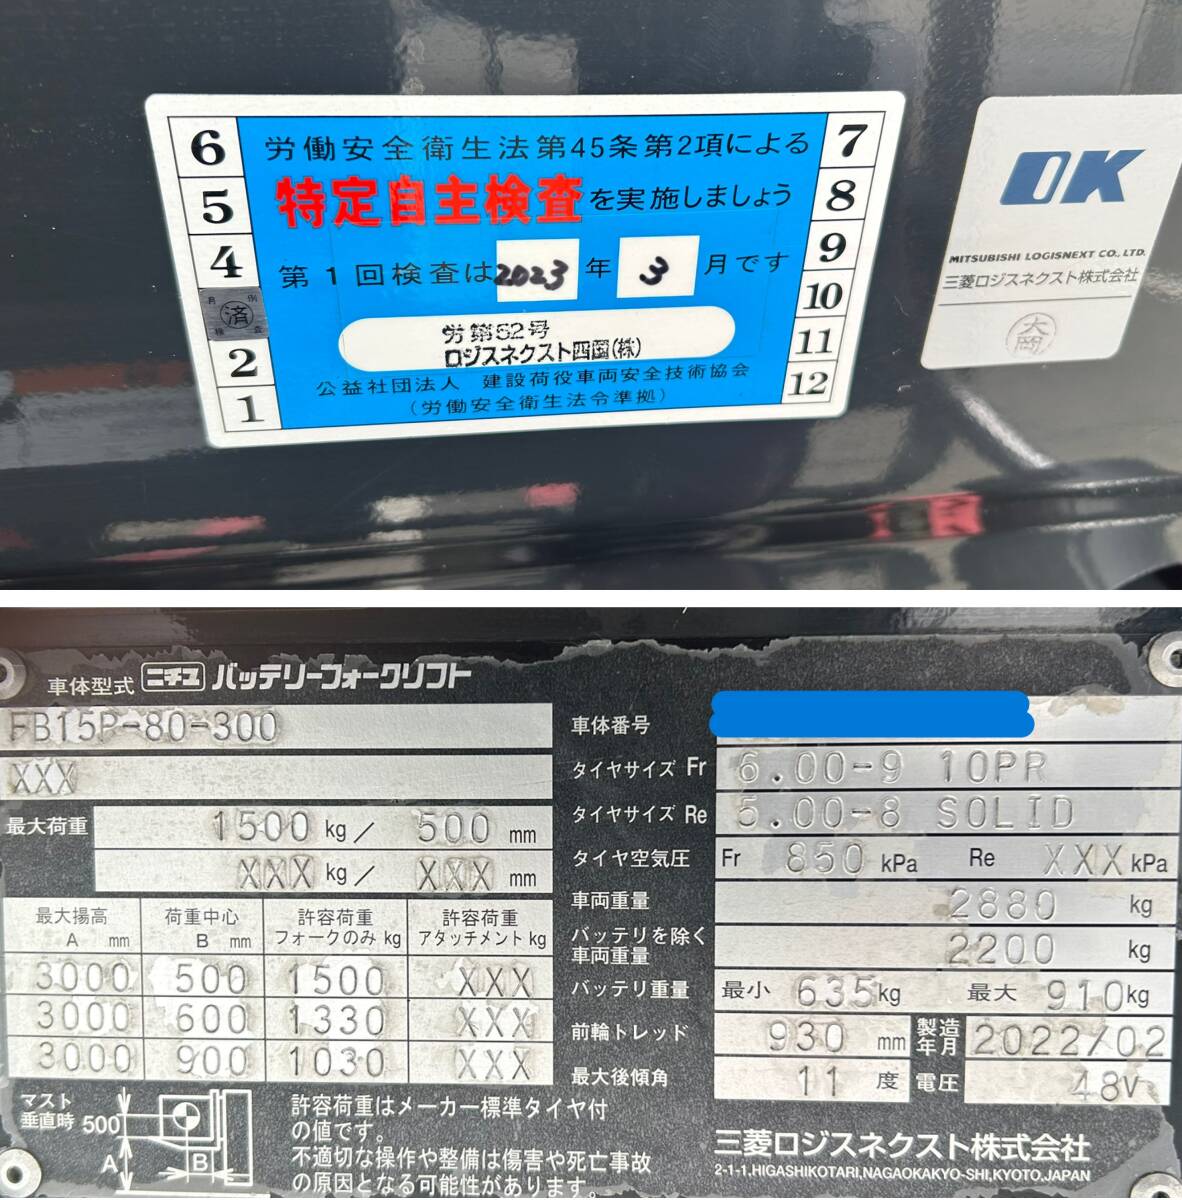 労働安全衛生法第45条第2項による
特定自主検査を実施しましょう
第1回検査は2023年3月です
労第52号
ロジスネクスト四国(株)
公益社団法人 建設荷役車両安全技術協会
(労働安全衛生法令準拠)
6
5
4
月例
済
検査
2
1
7
8
9
10
11
12
OK
MITSUBISHI LOGISNEXT CO., LTD.
三菱ロジスネクスト株式会社
大岡
車体型式 ニチユ バッテリーフォークリフト
FB15P-80-300
XXX
最大荷重 1500 kg/ 500 mm
XXX kg/ XXX mm
最大揚高 A mm 荷重中心 B mm 許容荷重 フォークのみ kg 許容荷重 アタッチメント kg
3000 500 1500 XXX
3000 600 1330 XXX
3000 900 1030 XXX
マスト垂直時 500 A B
許容荷重はメーカー標準タイヤ付
の値です。
不適切な操作や整備は傷害や死亡事故
の原因となる可能性があります。
車体番号
タイヤサイズ Fr 6.00-9 10PR
タイヤサイズ Re 5.00-8 SOLID
タイヤ空気圧 Fr 850 kPa Re XXX kPa
車両重量 2880 kg
バッテリを除く車両重量 2200 kg
バッテリ重量 最小 635 kg 最大 910 kg
前輪トレッド 930 mm 製造年月 2022/02
最大後傾角 11 度 電圧 48V
三菱ロジスネクスト株式会社
2-1-1,HIGASHIKOTARI,NAGAOKAKYO-SHI,KYOTO,JAPAN